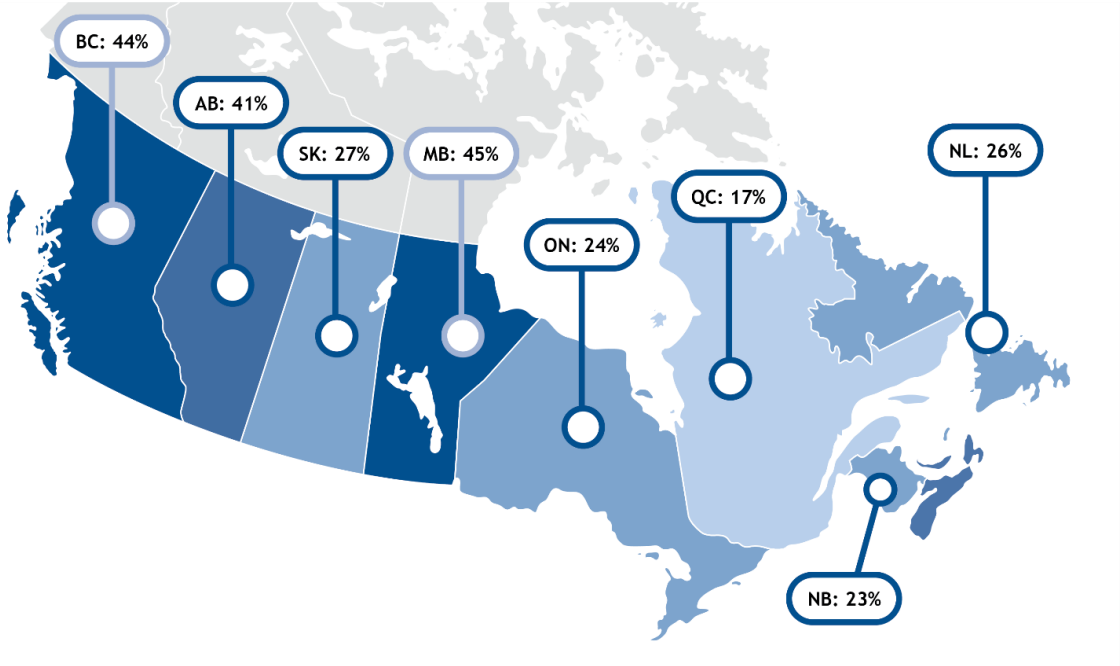 BC: 44%
AB: 41%
SK: 27%
MB: 45%
ON: 24%
QC: 17%
NL: 26%
NB: 23%